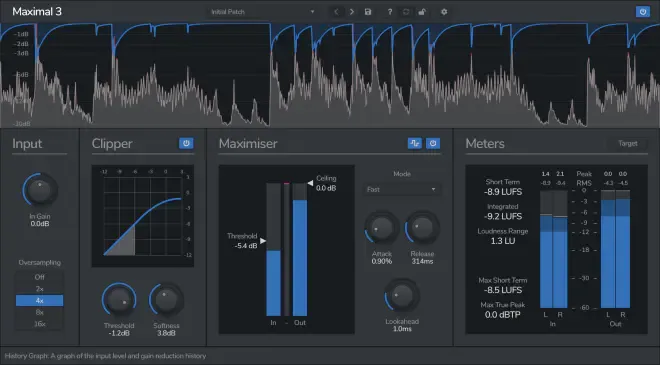 Maximal 3
Initial Patch
?
-1dB
-2dB
-3dB
-20dB
Input
Clipper
Maximiser
Meters
Target
In Gain
0.0dB
Oversampling
Off
2x
4x
8x
16x
-12 -9 -6 -3 0 3
-3
-6
-9
-12
Threshold
-1.2dB
Softness
3.8dB
Ceiling
0.0 dB
Threshold
-5.4 dB
In - Out
Mode
Fast
Attack
0.90%
Release
314ms
Lookahead
1.0ms
Short Term
-8.9 LUFS
Integrated
-9.2 LUFS
Loudness Range
1.3 LU
Max Short Term
-8.5 LUFS
Max True Peak
0.0 dBTP
1.4 2.1 Peak 0.0 0.0
-8.9 -8.4 RMS -4.3 -4.5
0
-3
-6
-9
-12
-18
-30
-60
L R L R
In Out
History Graph: A graph of the input level and gain reduction history